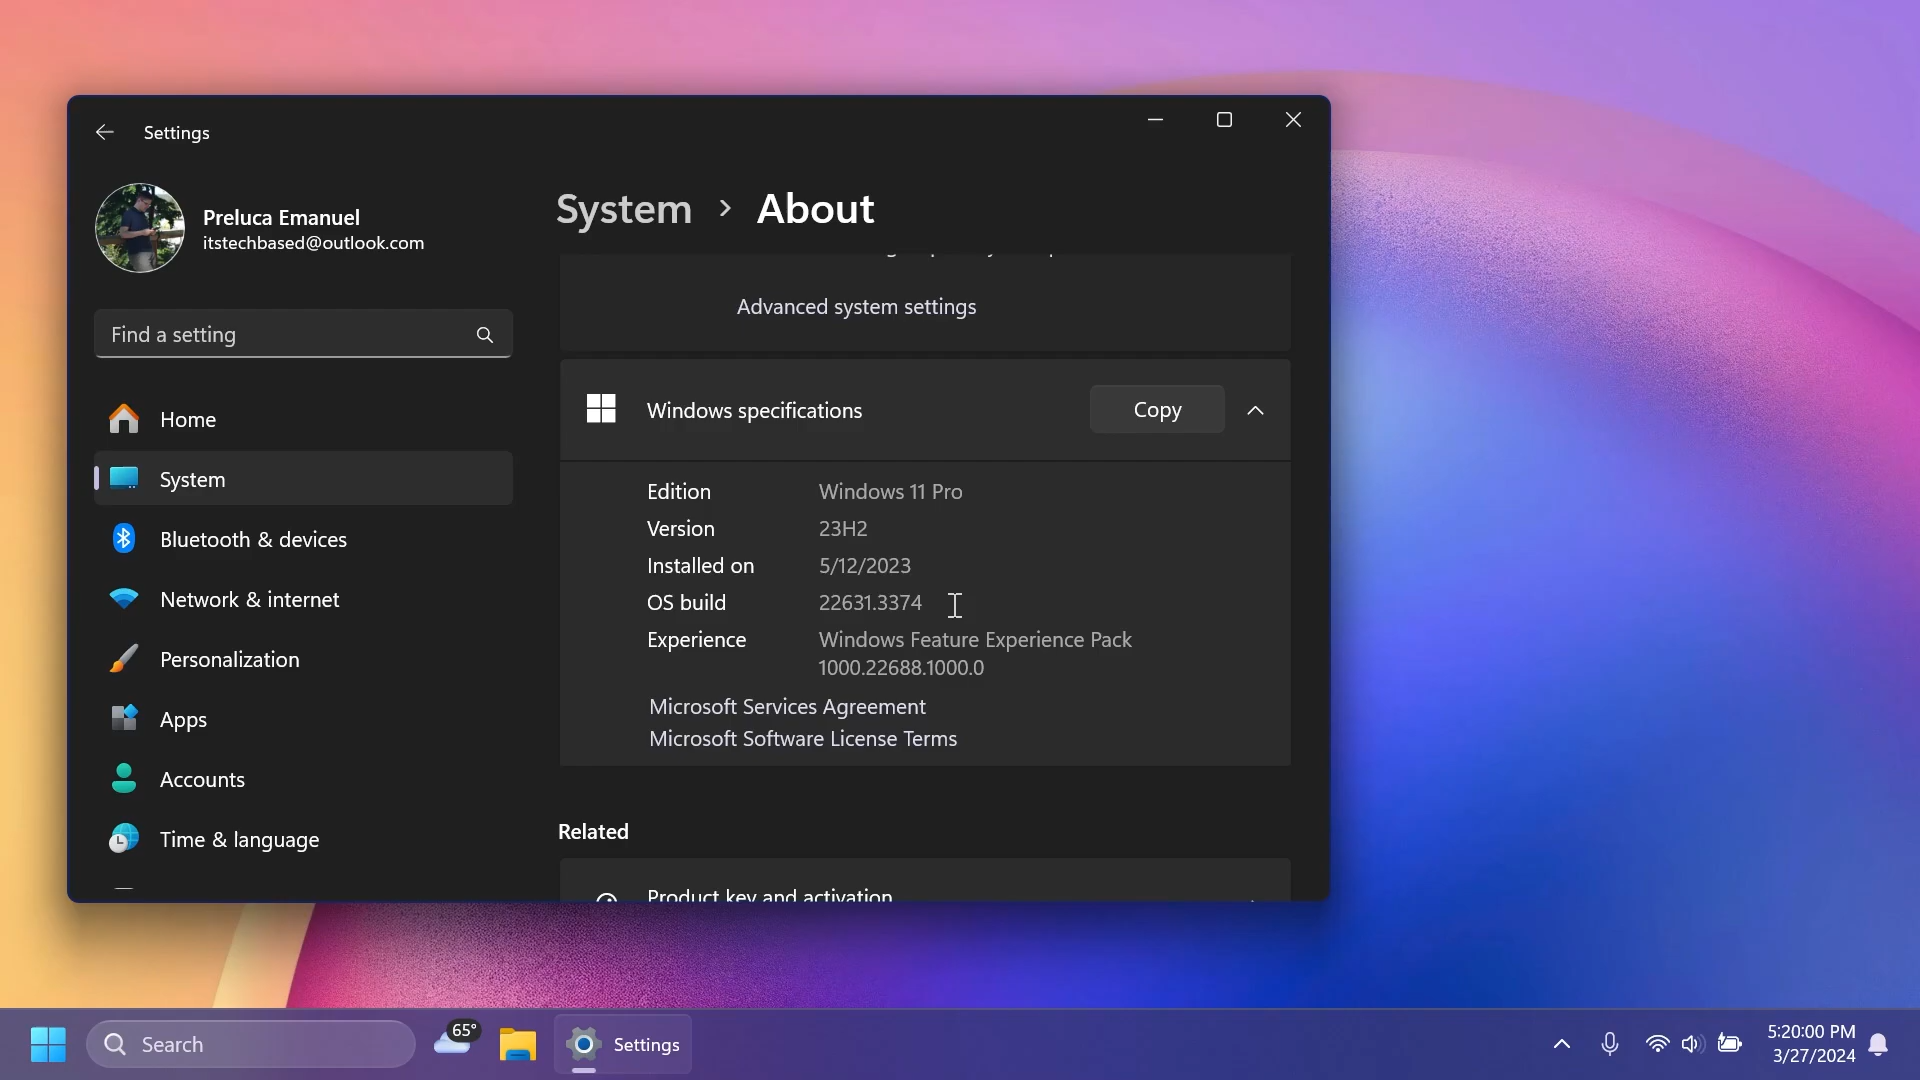 Settings
Preluca Emanuel
itstechbased@outlook.com
Find a setting
Home
System
Bluetooth & devices
Network & internet
Personalization
Apps
Accounts
Time & language
System > About
Advanced system settings
Windows specifications
Copy
Edition Windows 11 Pro
Version 23H2
Installed on 5/12/2023
OS build 22631.3374
Experience Windows Feature Experience Pack
1000.22688.1000.0
Microsoft Services Agreement
Microsoft Software License Terms
Related
Product key and activation
Search
65°
Settings
5:20:00 PM
3/27/2024